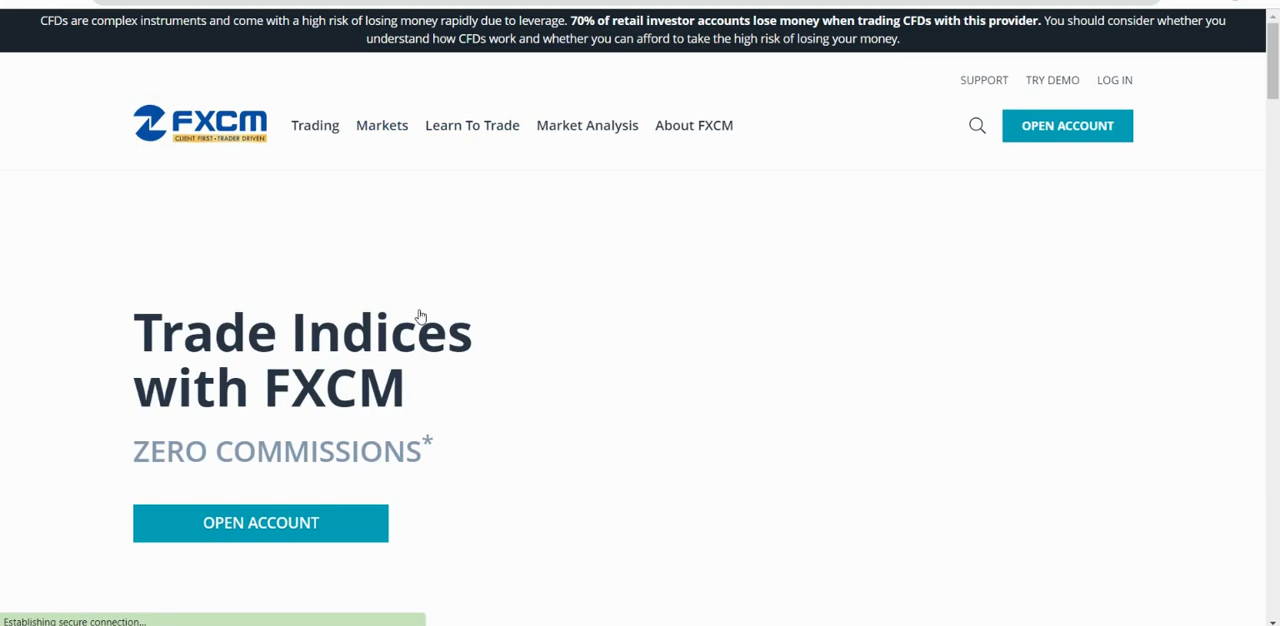 CFDs are complex instruments and come with a high risk of losing money rapidly due to leverage. 70% of retail investor accounts lose money when trading CFDs with this provider. You should consider whether you
understand how CFDs work and whether you can afford to take the high risk of losing your money.
SUPPORT TRY DEMO LOG IN
FXCM
CLIENT FIRST • TRADER DRIVEN
Trading Markets Learn To Trade Market Analysis About FXCM
OPEN ACCOUNT
Trade Indices
with FXCM
ZERO COMMISSIONS*
OPEN ACCOUNT
Establishing secure connection...